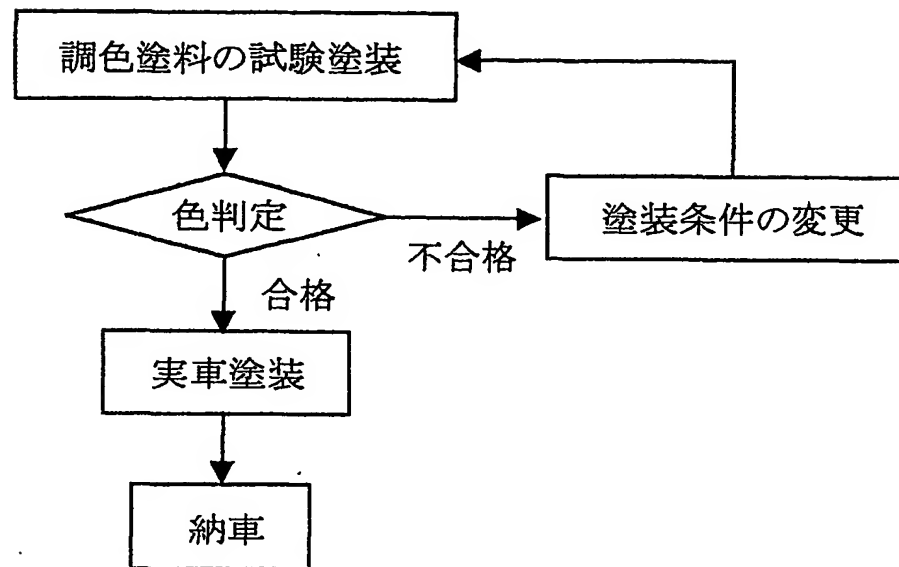 調色塗料の試験塗装
色判定
塗装条件の変更
不合格
合格
実車塗装
納車